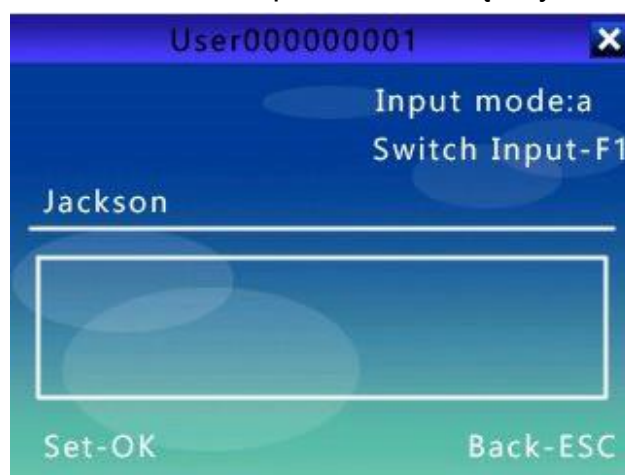 User000000001
Input mode:a
Switch Input-F1
Jackson
Set-OK
Back-ESC